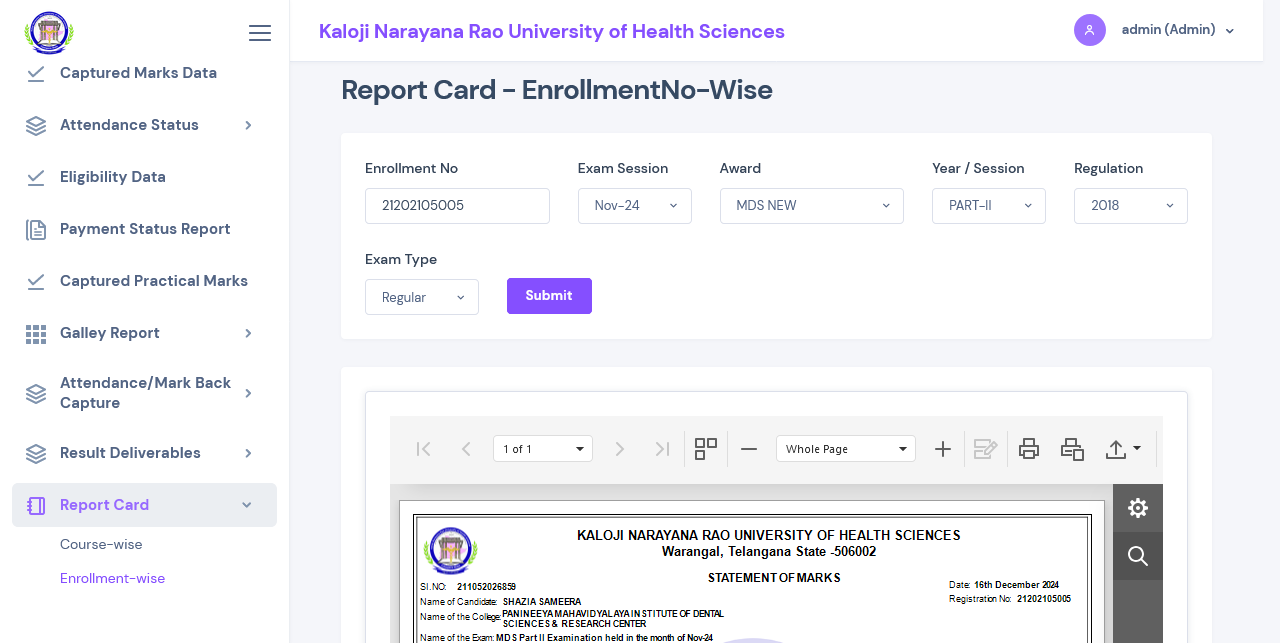 Kaloji Narayana Rao University of Health Sciences
admin (Admin)
Captured Marks Data
Attendance Status
Eligibility Data
Payment Status Report
Captured Practical Marks
Galley Report
Attendance/Mark Back
Capture
Result Deliverables
Report Card
Course-wise
Enrollment-wise
Report Card - EnrollmentNo-Wise
Enrollment No
Exam Session
Award
Year / Session
Regulation
21202105005
Nov-24
MDS NEW
PART-II
2018
Exam Type
Regular
Submit
1 of 1
Whole Page
KALOJI NARAYANA RAO UNIVERSITY OF HEALTH SCIENCES
Warangal, Telangana State -506002
STATEMENT OF MARKS
Sl.NO: 211052026859
Date: 16th December 2024
Name of Candidate: SHAZIA SAMEERA
Registration No: 21202105005
Name of the College: PANINEEYA MAHAVIDYALAYA INSTITUTE OF DENTAL
SCIENCES & RESEARCH CENTER
Name of the Exam: MDS Part II Examination held in the month of Nov-24